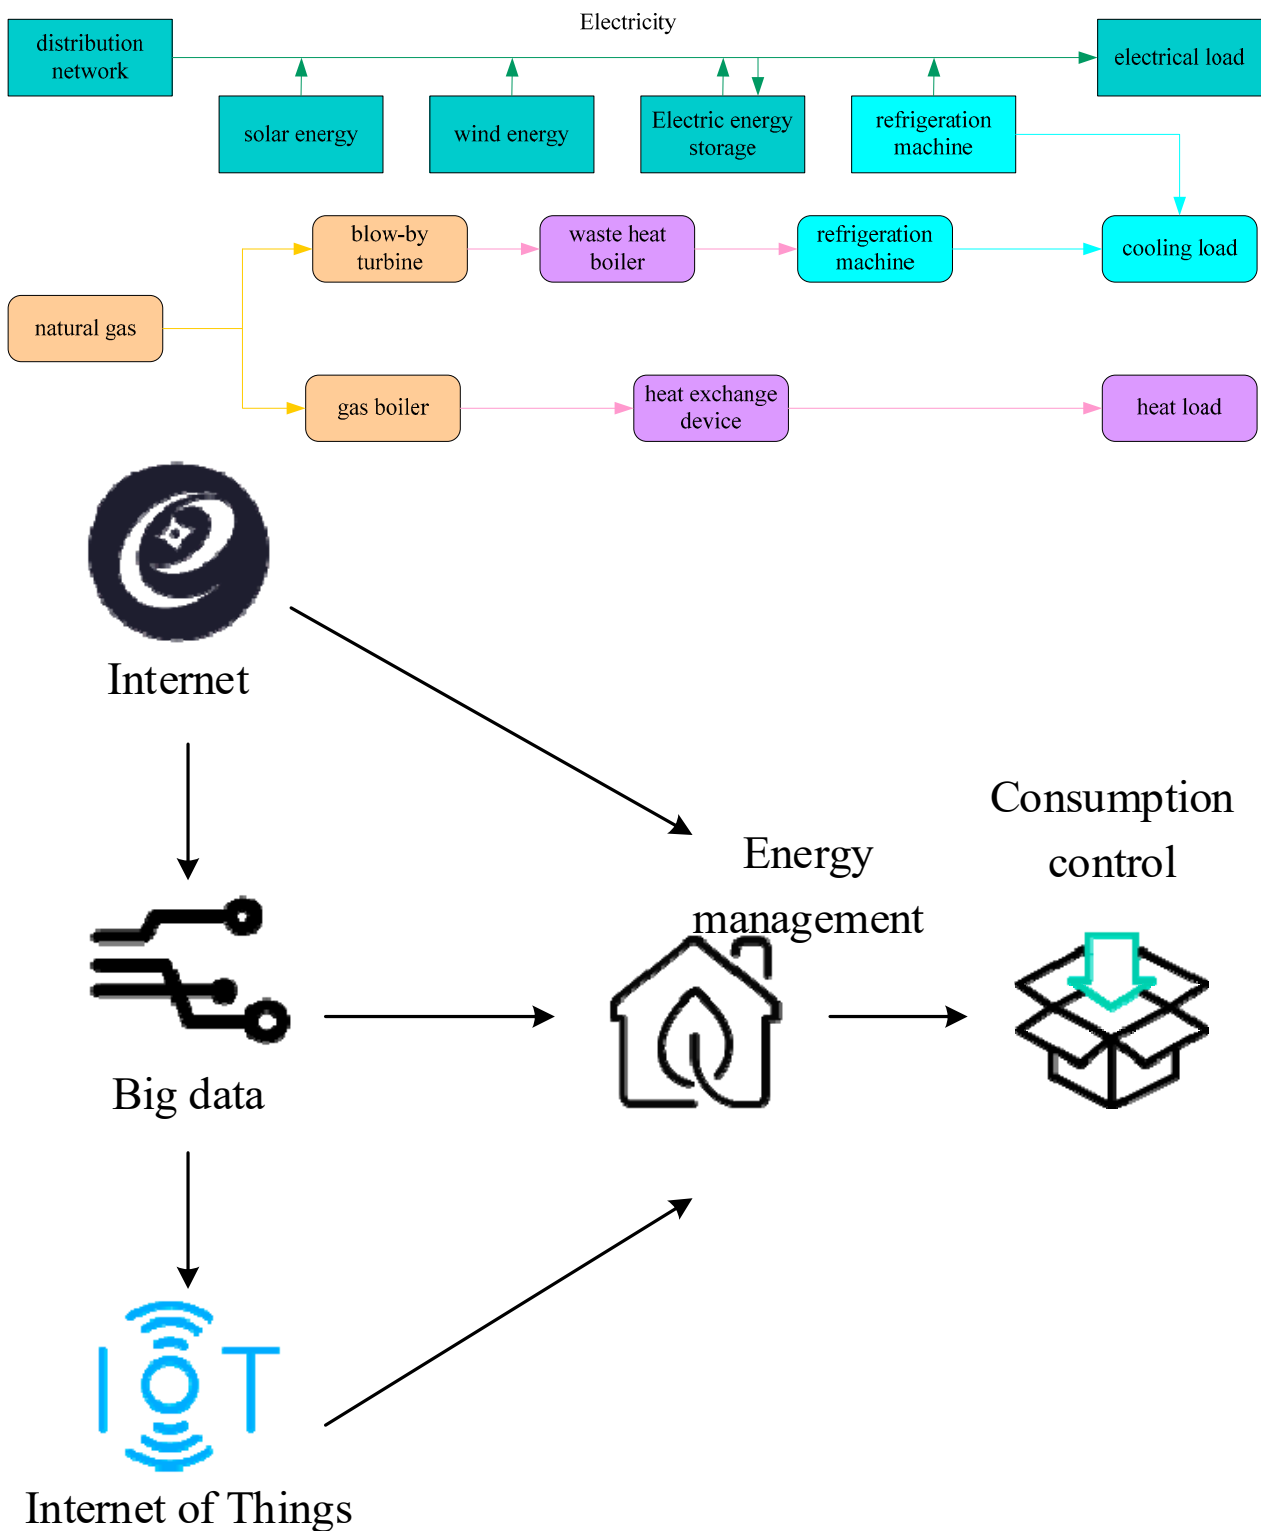 Electricity
distribution
network
electrical load
solar energy
wind energy
Electric energy
storage
refrigeration
machine
blow-by
turbine
waste heat
boiler
refrigeration
machine
cooling load
natural gas
gas boiler
heat exchange
device
heat load
Internet
Consumption
control
Energy
management
Big data
IOT
Internet of Things